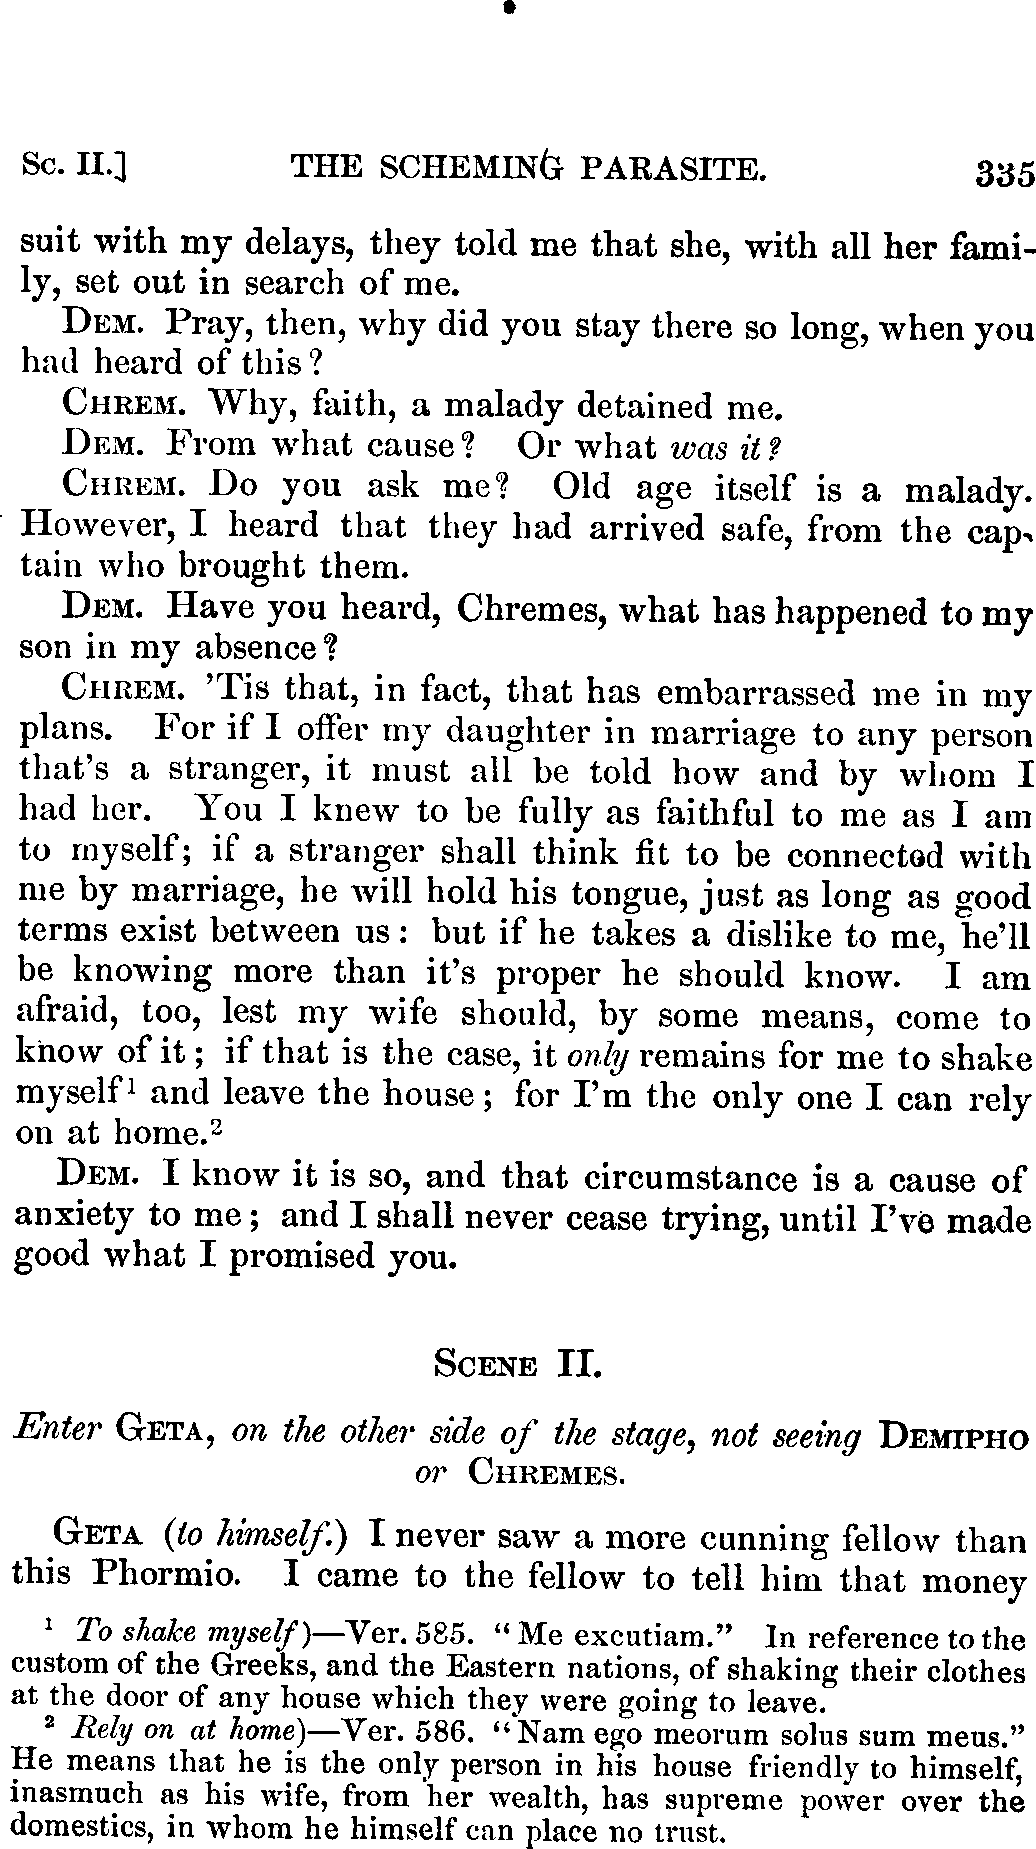 Sc. II.] THE SCHEMING PARASITE. 335
suit with my delays, they told me that she, with all her fami-
ly, set out in search of me.
DEM. Pray, then, why did you stay there so long, when you
had heard of this?
CHREM. Why, faith, a malady detained me.
DEM. From what cause? Or what was it?
CHREM. Do you ask me? Old age itself is a malady.
However, I heard that they had arrived safe, from the cap-
tain who brought them.
DEM. Have you heard, Chremes, what has happened to my
son in my absence?
CHREM. 'Tis that, in fact, that has embarrassed me in my
plans. For if I offer my daughter in marriage to any person
that's a stranger, it must all be told how and by whom I
had her. You I knew to be fully as faithful to me as I am
to myself; if a stranger shall think fit to be connected with
me by marriage, he will hold his tongue, just as long as good
terms exist between us: but if he takes a dislike to me, he'll
be knowing more than it's proper he should know. I am
afraid, too, lest my wife should, by some means, come to
know of it; if that is the case, it only remains for me to shake
myself¹ and leave the house; for I'm the only one I can rely
on at home.²
DEM. I know it is so, and that circumstance is a cause of
anxiety to me; and I shall never cease trying, until I've made
good what I promised you.
SCENE II.
Enter GETA, on the other side of the stage, not seeing DEMIPHO
or CHREMES.
GETA (to himself.) I never saw a more cunning fellow than
this Phormio. I came to the fellow to tell him that money
¹ To shake myself)—Ver. 585. "Me excutiam." In reference to the
custom of the Greeks, and the Eastern nations, of shaking their clothes
at the door of any house which they were going to leave.
² Rely on at home)—Ver. 586. "Nam ego meorum solus sum meus."
He means that he is the only person in his house friendly to himself,
inasmuch as his wife, from her wealth, has supreme power over the
domestics, in whom he himself can place no trust.